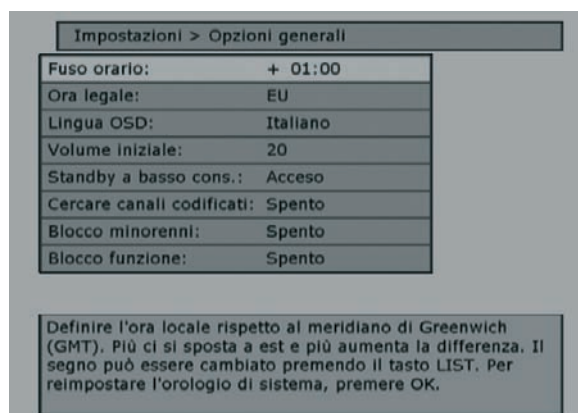 Impostazioni > Opzioni generali
Fuso orario: + 01:00
Ora legale: EU
Lingua OSD: Italiano
Volume iniziale: 20
Standby a basso cons.: Acceso
Cercare canali codificati: Spento
Blocco minorenni: Spento
Blocco funzione: Spento
Definire l'ora locale rispetto al meridiano di Greenwich
(GMT). Più ci si sposta a est e più aumenta la differenza. Il
segno può essere cambiato premendo il tasto LIST. Per
reimpostare l'orologio di sistema, premere OK.